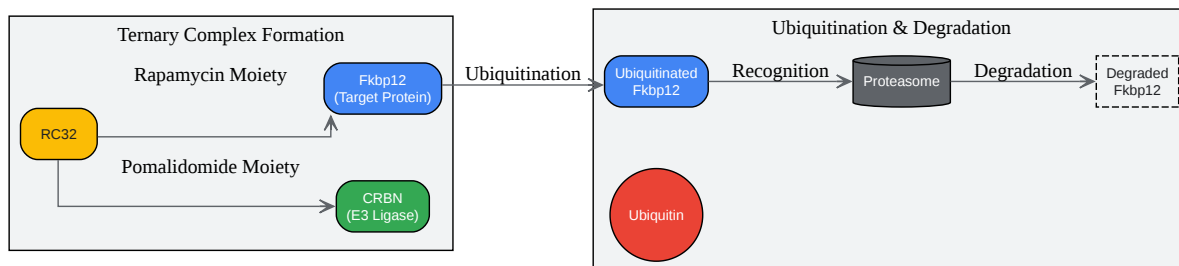 Ternary Complex Formation
Rapamycin Moiety
Fkbp12
(Target Protein)
RC32
Pomalidomide Moiety
CRBN
(E3 Ligase)
Ubiquitination
Ubiquitination & Degradation
Ubiquitinated
Fkbp12
Recognition
Proteasome
Degradation
Degraded
Fkbp12
Ubiquitin